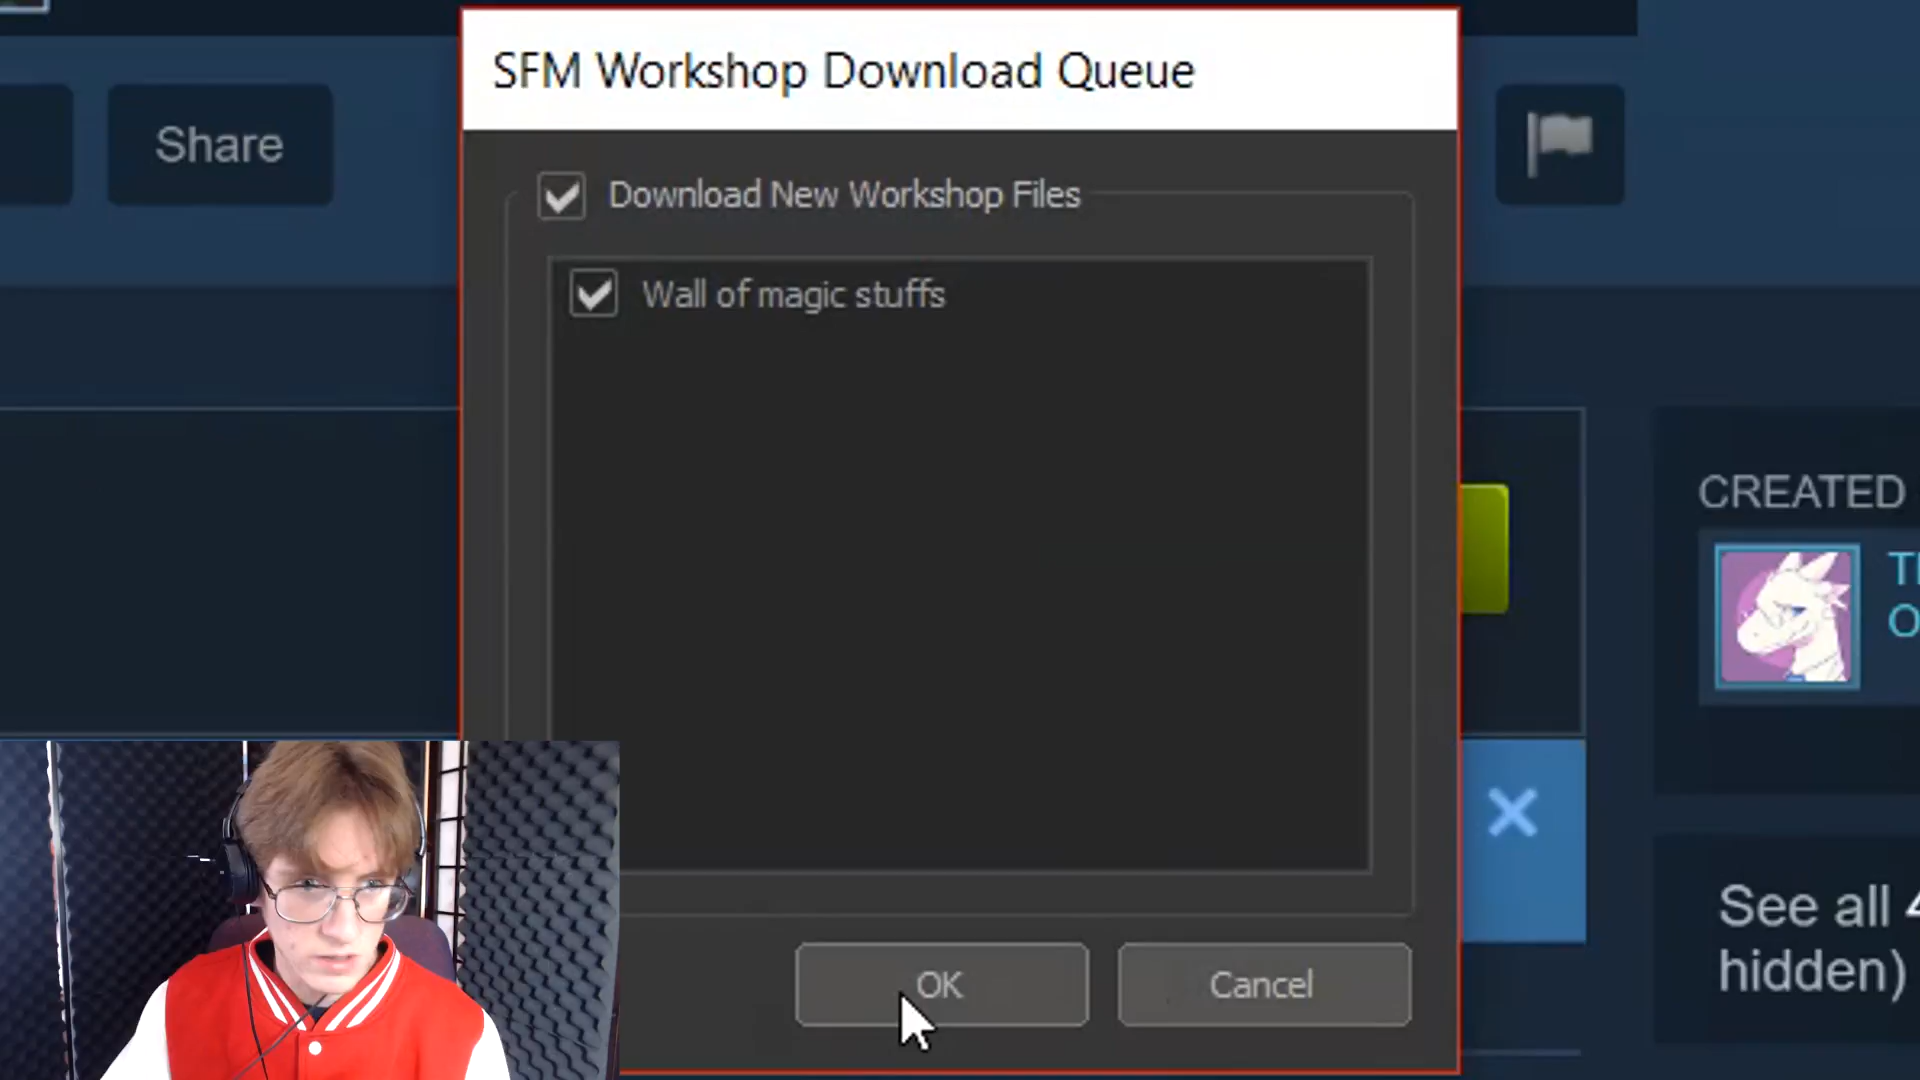 SFM Workshop Download Queue
Share
Download New Workshop Files
Wall of magic stuffs
CREATED
See all
hidden)
OK
Cancel